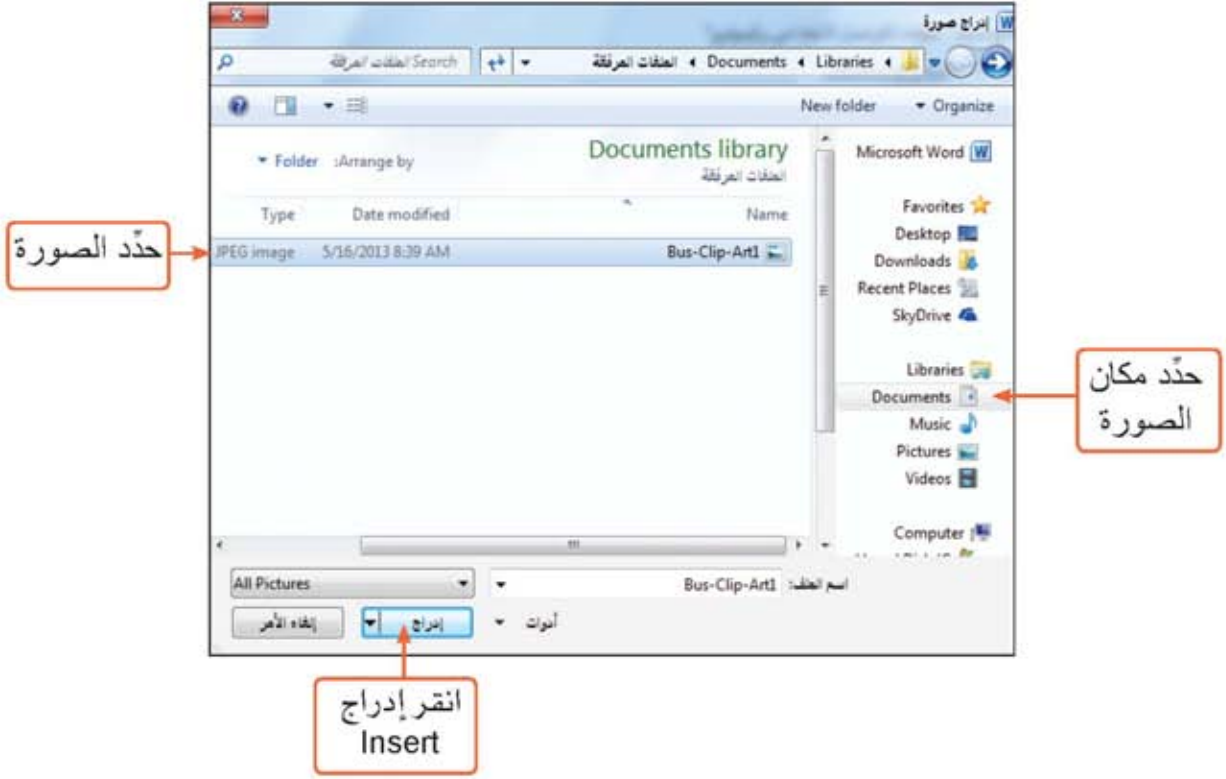 إدراج صورة
Libraries
Documents
الملفات المرفقة
Search الملفات المرفقة
Organize
New folder
Microsoft Word
Favorites
Desktop
Downloads
Recent Places
SkyDrive
Libraries
Documents
Music
Pictures
Videos
Computer
Documents library
الملفات المرفقة
Arrange by:
Folder
Name
Date modified
Type
Bus-Clip-Art1
5/16/2013 8:39 AM
JPEG image
اسم الملف:
Bus-Clip-Art1
All Pictures
أدوات
إدراج
إلغاء الأمر
حدّد الصورة
حدّد مكان
الصورة
انقر إدراج
Insert